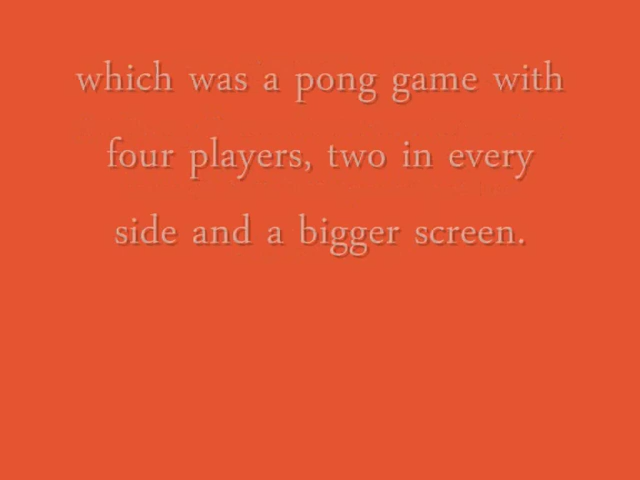 which was a pong game with
four players, two in every
side and a bigger screen.